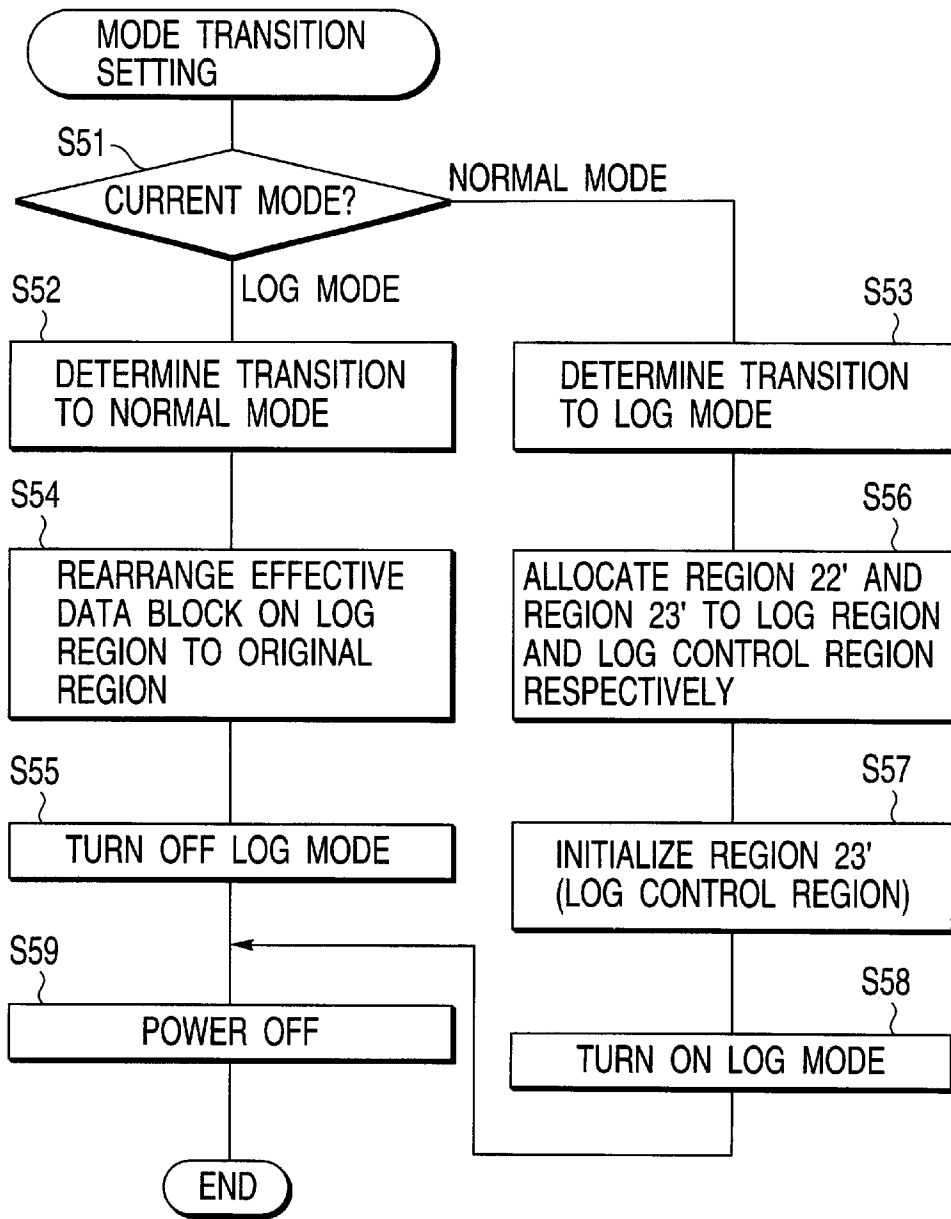 MODE TRANSITION
SETTING
S51
CURRENT MODE?
NORMAL MODE
LOG MODE
S52
DETERMINE TRANSITION
TO NORMAL MODE
S53
DETERMINE TRANSITION
TO LOG MODE
S54
REARRANGE EFFECTIVE
DATA BLOCK ON LOG
REGION TO ORIGINAL
REGION
S56
ALLOCATE REGION 22' AND
REGION 23' TO LOG REGION
AND LOG CONTROL REGION
RESPECTIVELY
S55
TURN OFF LOG MODE
S57
INITIALIZE REGION 23'
(LOG CONTROL REGION)
S59
POWER OFF
S58
TURN ON LOG MODE
END